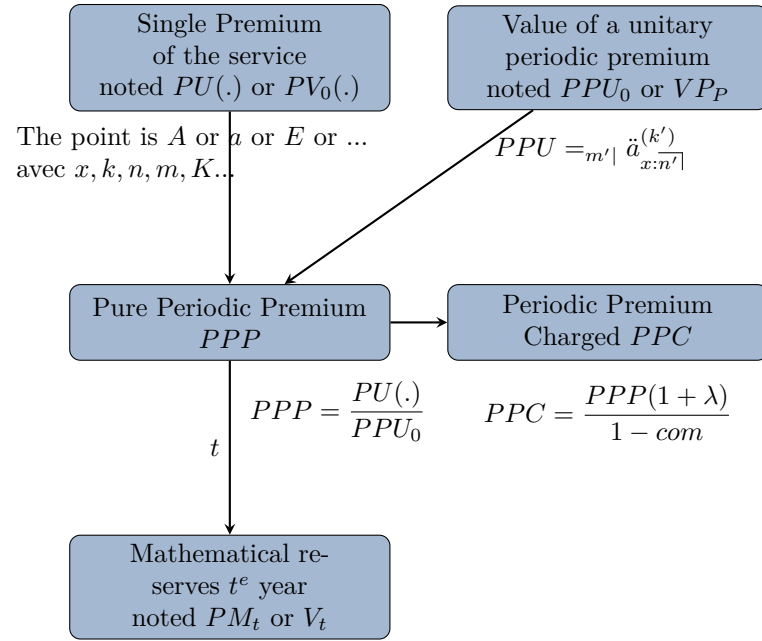 Single Premium
of the service
noted PU(.) or PV₀(.)
Value of a unitary
periodic premium
noted PPU₀ or VP_P
The point is A or a or E or ...
avec x, k, n, m, K...
PPU =_{m'|} ä^{(k')}_{x:n'|}
Pure Periodic Premium
PPP
Periodic Premium
Charged PPC
PPP = PU(.) / PPU₀
PPC = PPP(1 + λ) / 1 − com
t
Mathematical re-
serves t^e year
noted PM_t or V_t